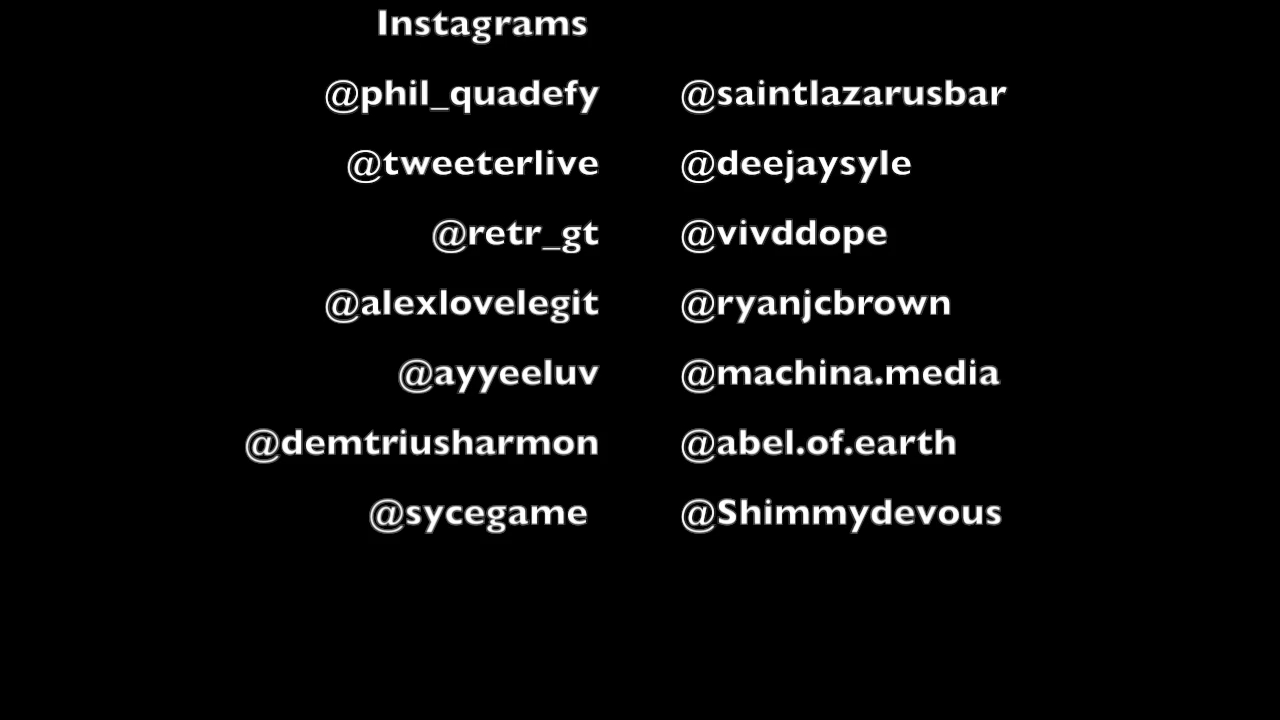 Instagrams
@phil_quadefy @saintlazarusbar
@tweeterlive @deejaysyle
@retr_gt @vivddope
@alexlovelegit @ryanjcbrown
@ayyeeluv @machina.media
@demtriusharmon @abel.of.earth
@sycegame @Shimmydevous